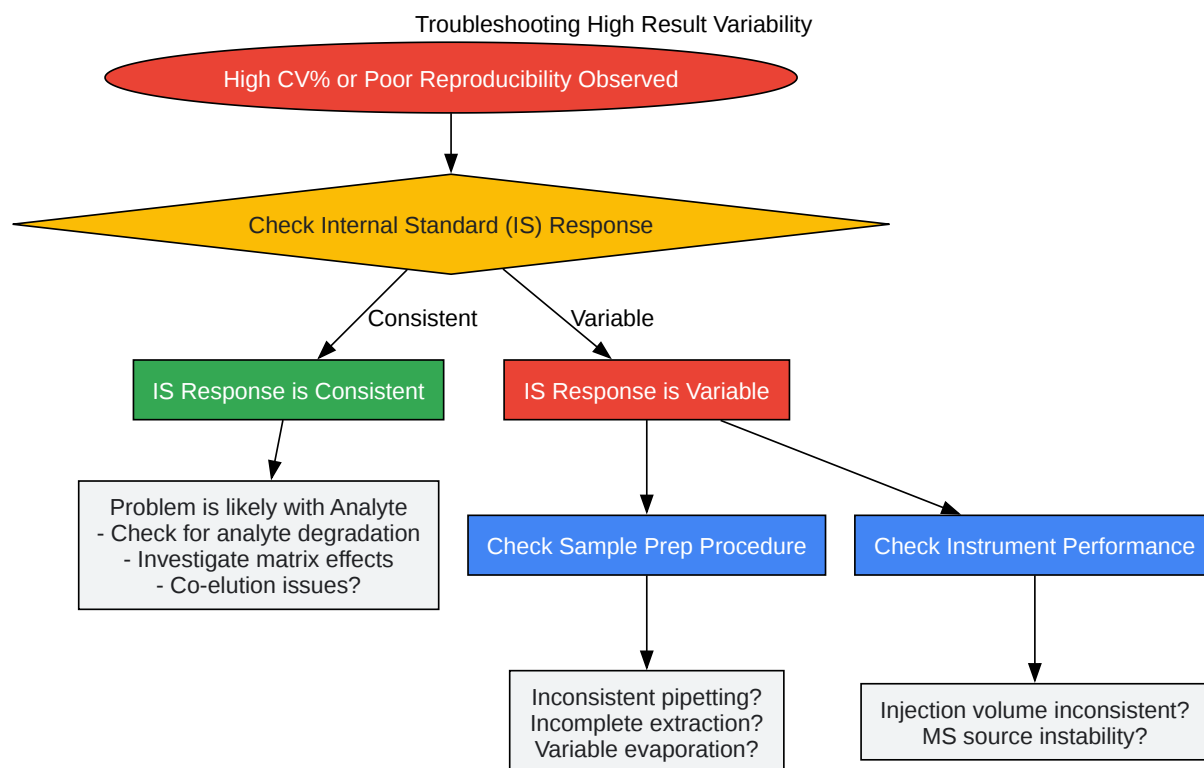 Troubleshooting High Result Variability
High CV% or Poor Reproducibility Observed
Check Internal Standard (IS) Response
Consistent
Variable
IS Response is Consistent
IS Response is Variable
Problem is likely with Analyte
- Check for analyte degradation
- Investigate matrix effects
- Co-elution issues?
Check Sample Prep Procedure
Check Instrument Performance
Inconsistent pipetting?
Incomplete extraction?
Variable evaporation?
Injection volume inconsistent?
MS source instability?